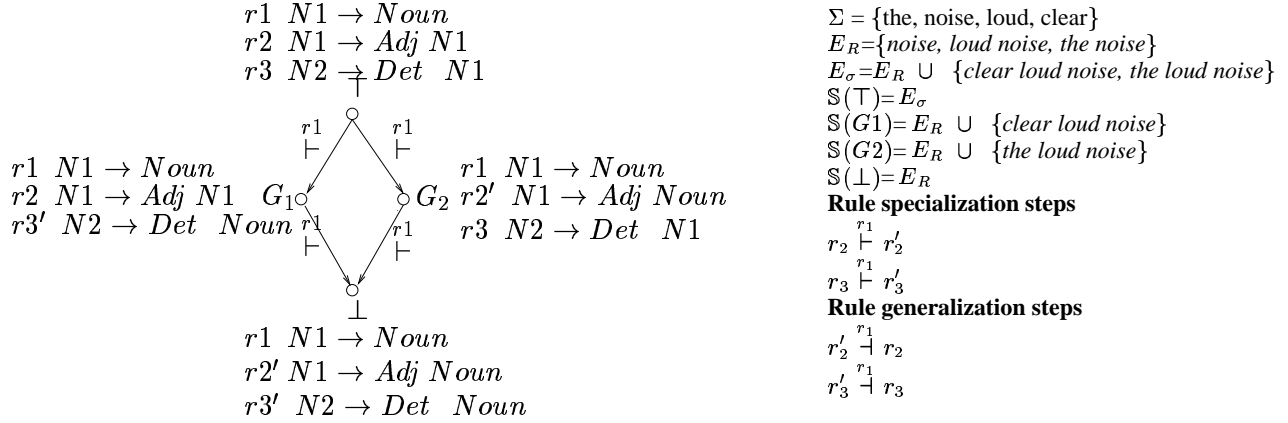 r1 N1 → Noun
r2 N1 → Adj N1
r3 N2 → Det N1
⊤
r1 r1
⊢ ⊢
r1 N1 → Noun
r2 N1 → Adj N1
r3′ N2 → Det Noun
G₁
G₂
r1 N1 → Noun
r2′ N1 → Adj Noun
r3 N2 → Det N1
r1 r1
⊢ ⊢
⊥
r1 N1 → Noun
r2′ N1 → Adj Noun
r3′ N2 → Det Noun
Σ = {the, noise, loud, clear}
E_R={noise, loud noise, the noise}
E_σ=E_R ∪ {clear loud noise, the loud noise}
𝕊(⊤)= E_σ
𝕊(G1)= E_R ∪ {clear loud noise}
𝕊(G2)= E_R ∪ {the loud noise}
𝕊(⊥)= E_R
Rule specialization steps
r₂ ⊢^{r₁} r₂′
r₃ ⊢^{r₁} r₃′
Rule generalization steps
r₂′ ⊣^{r₁} r₂
r₃′ ⊣^{r₁} r₃